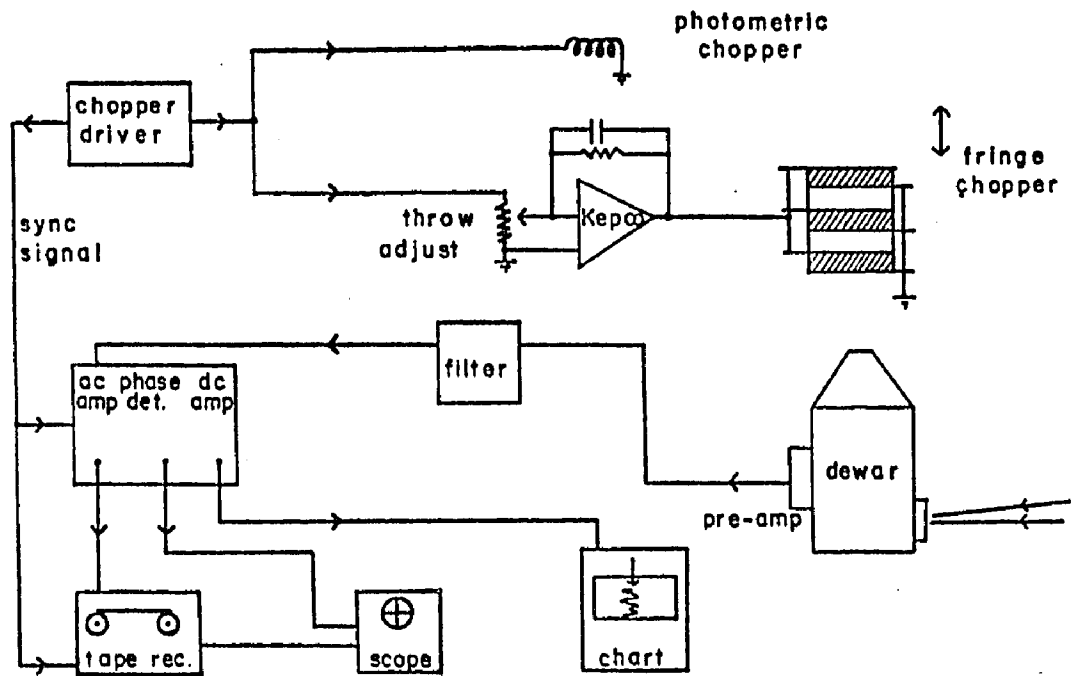 photometric
chopper
chopper
driver
fringe
chopper
throw
adjust
Kepco
sync
signal
filter
ac phase dc
amp det. amp
dewar
pre-amp
tape rec.
scope
chart